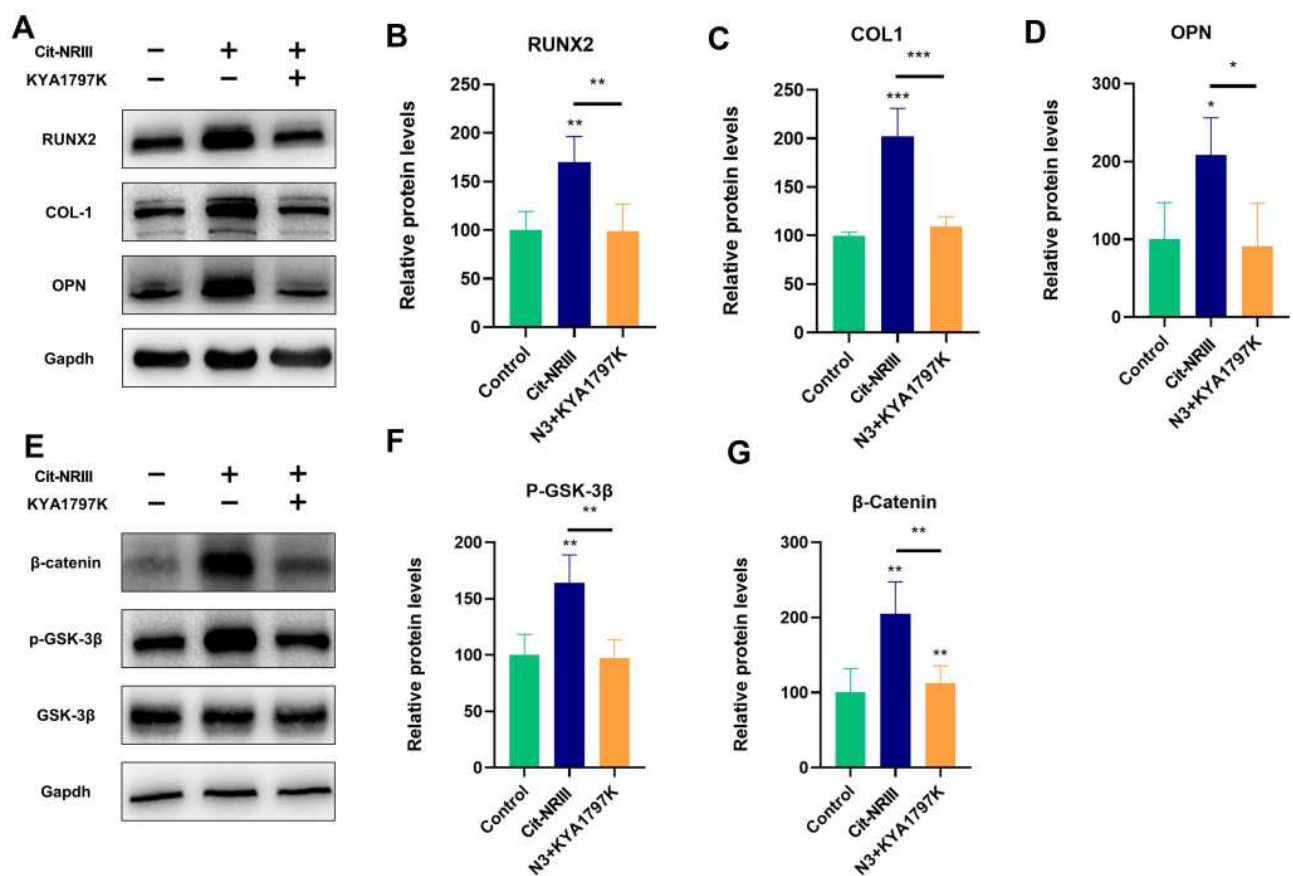 A
Cit-NRIII − + +
KYA1797K − − +
RUNX2
COL-1
OPN
Gapdh
B
RUNX2
Relative protein levels
250
200
150
100
50
0
**
**
Control
Cit-NRIII
N3+KYA1797K
C
COL1
Relative protein levels
250
200
150
100
50
0
***
***
Control
Cit-NRIII
N3+KYA1797K
D
OPN
Relative protein levels
300
200
100
0
*
*
Control
Cit-NRIII
N3+KYA1797K
E
Cit-NRIII − + +
KYA1797K − − +
β-catenin
p-GSK-3β
GSK-3β
Gapdh
F
P-GSK-3β
Relative protein levels
200
150
100
50
0
**
**
Control
Cit-NRIII
N3+KYA1797K
G
β-Catenin
Relative protein levels
300
200
100
0
**
**
**
Control
Cit-NRIII
N3+KYA1797K